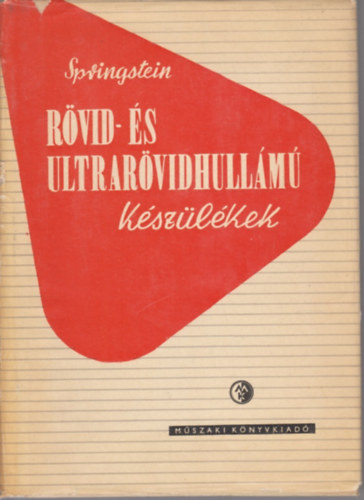 Springstein
RÖVID- ÉS
ULTRARÖVIDHULLÁMÚ
Készülékek
MŰSZAKI KÖNYVKIADÓ